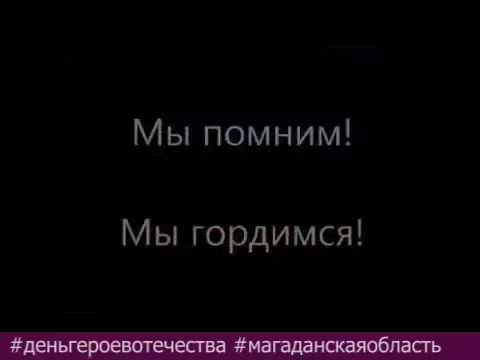 Мы помним!
Мы гордимся!
#деньгероевотечества #магаданскаяобласть